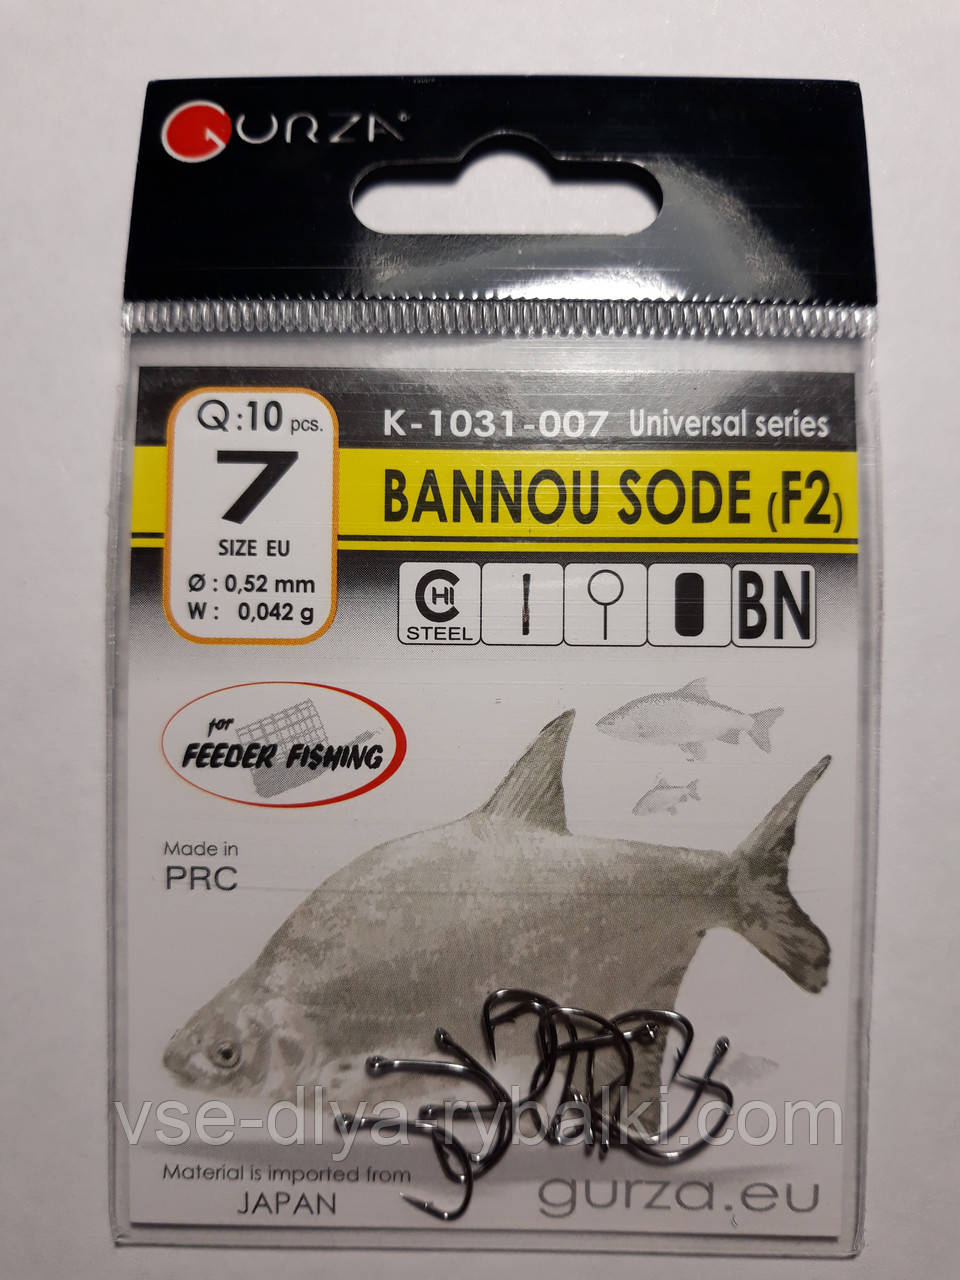 GURZA®
Q:10 pcs.
7
SIZE EU
Ø : 0,52 mm
W : 0,042 g
K-1031-007 Universal series
BANNOU SODE (F2)
C HI
STEEL
BN
for
FEEDER FISHING
Made in
PRC
vse-dlya-rybalki.com
Material is imported from
JAPAN
gurza.eu